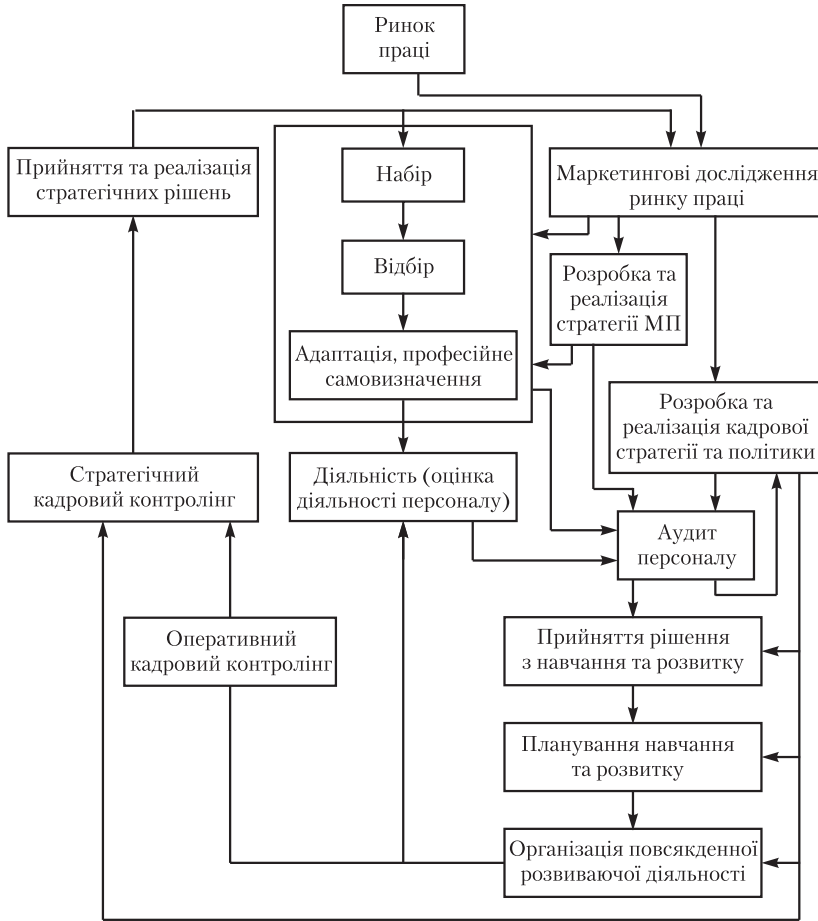 Ринок
праці
Прийняття та реалізація
стратегічних рішень
Набір
Маркетингові дослідження
ринку праці
Відбір
Розробка та
реалізація
стратегії МП
Адаптація, професійне
самовизначення
Розробка та
реалізація кадрової
стратегії та політики
Стратегічний
кадровий контролінг
Діяльність (оцінка
діяльності персоналу)
Аудит
персоналу
Оперативний
кадровий контролінг
Прийняття рішення
з навчання та розвитку
Планування навчання
та розвитку
Організація повсякденної
розвиваючої діяльності